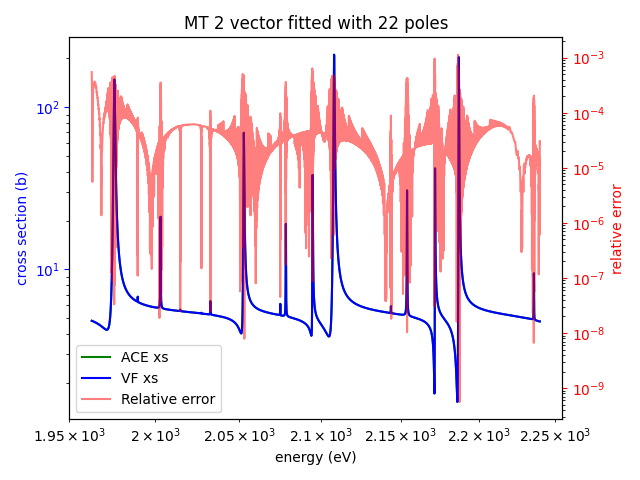 MT 2 vector fitted with 22 poles
cross section (b)
10²
10¹
10⁻³
10⁻⁴
10⁻⁵
10⁻⁶
10⁻⁷
10⁻⁸
10⁻⁹
relative error
ACE xs
VF xs
Relative error
1.95 × 10³ 2 × 10³ 2.05 × 10³ 2.1 × 10³ 2.15 × 10³ 2.2 × 10³ 2.25 × 10³
energy (eV)